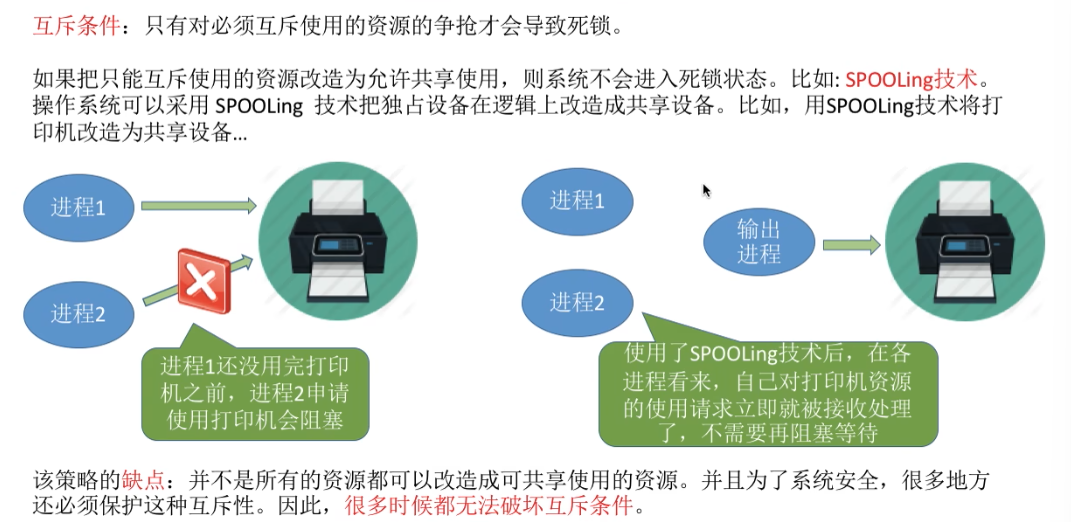 互斥条件：只有对必须互斥使用的资源的争抢才会导致死锁。
如果把只能互斥使用的资源改造为允许共享使用，则系统不会进入死锁状态。比如: SPOOLing技术。
操作系统可以采用 SPOOLing 技术把独占设备在逻辑上改造成共享设备。比如，用SPOOLing技术将打
印机改造为共享设备...
进程1
进程2
进程1还没用完打印
机之前，进程2申请
使用打印机会阻塞
进程1
进程2
输出
进程
使用了SPOOLing技术后，在各
进程看来，自己对打印机资源
的使用请求立即就被接收处理
了，不需要再阻塞等待
该策略的缺点：并不是所有的资源都可以改造成可共享使用的资源。并且为了系统安全，很多地方
还必须保护这种互斥性。因此，很多时候都无法破坏互斥条件。